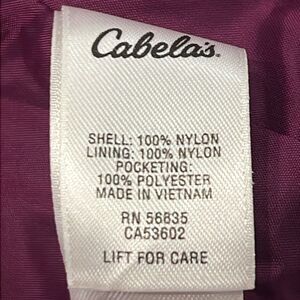 Cabela's
SHELL: 100% NYLON
LINING: 100% NYLON
POCKETING:
100% POLYESTER
MADE IN VIETNAM
RN 56835
CA53602
LIFT FOR CARE